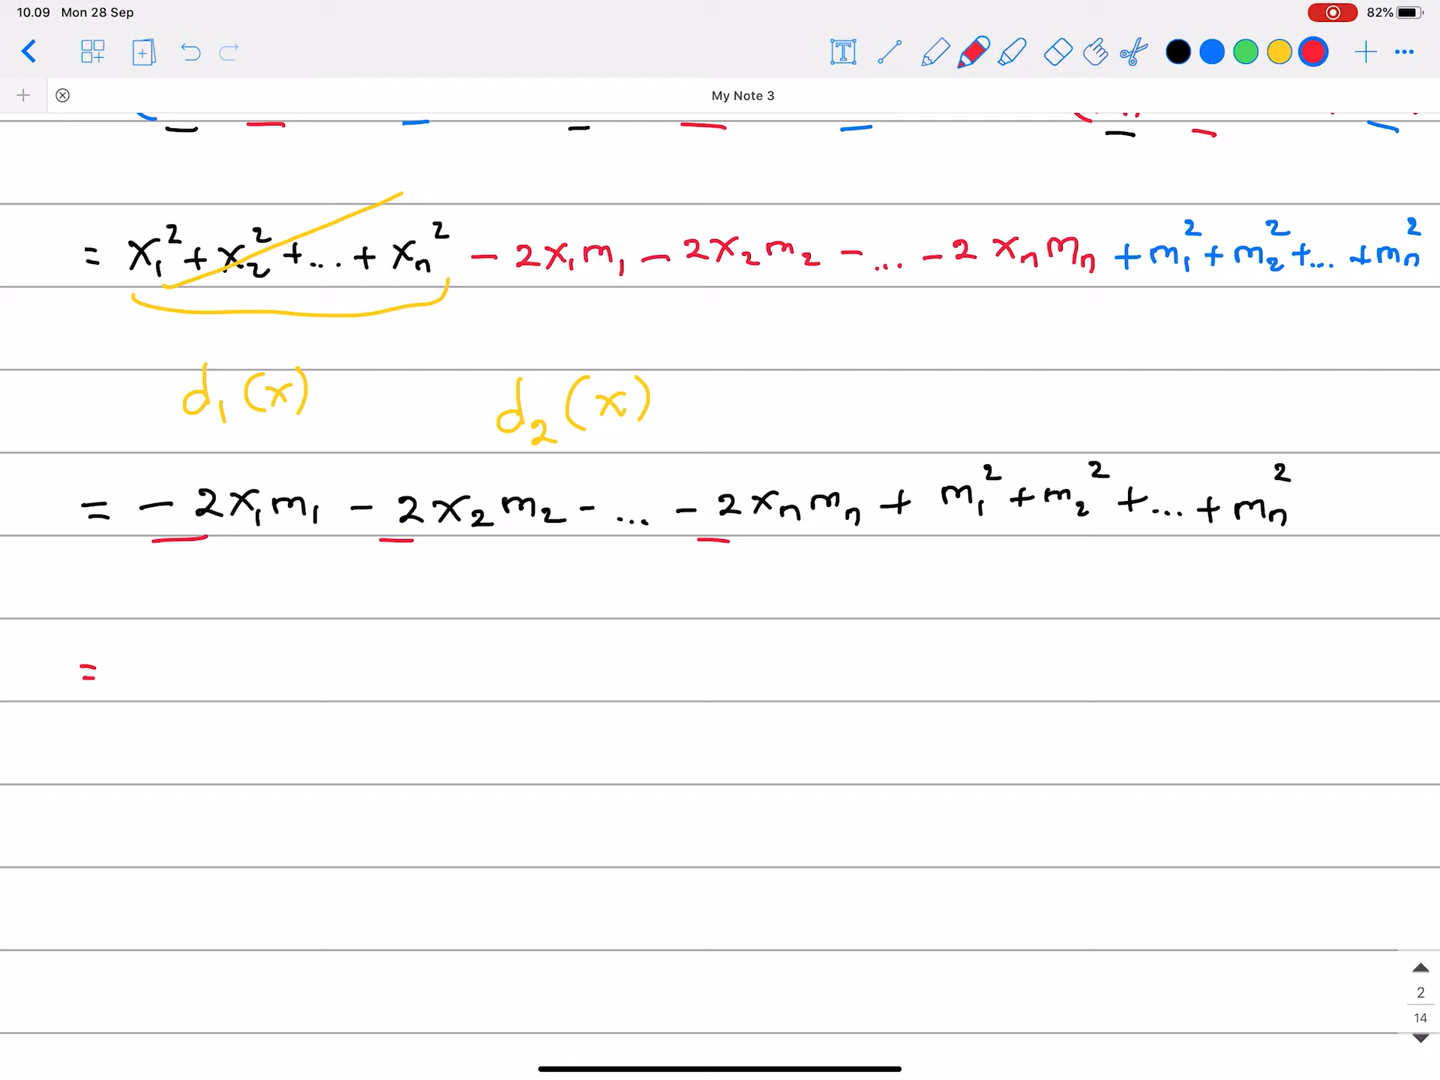 10.09 Mon 28 Sep 82%
My Note 3
= x₁² + x₂² + ... + xₙ² - 2x₁m₁ - 2x₂m₂ - ... - 2xₙmₙ + m₁² + m₂² + ... + mₙ²
d₁(x) d₂(x)
= - 2x₁m₁ - 2x₂m₂ - ... - 2xₙmₙ + m₁² + m₂² + ... + mₙ²
=
2
14